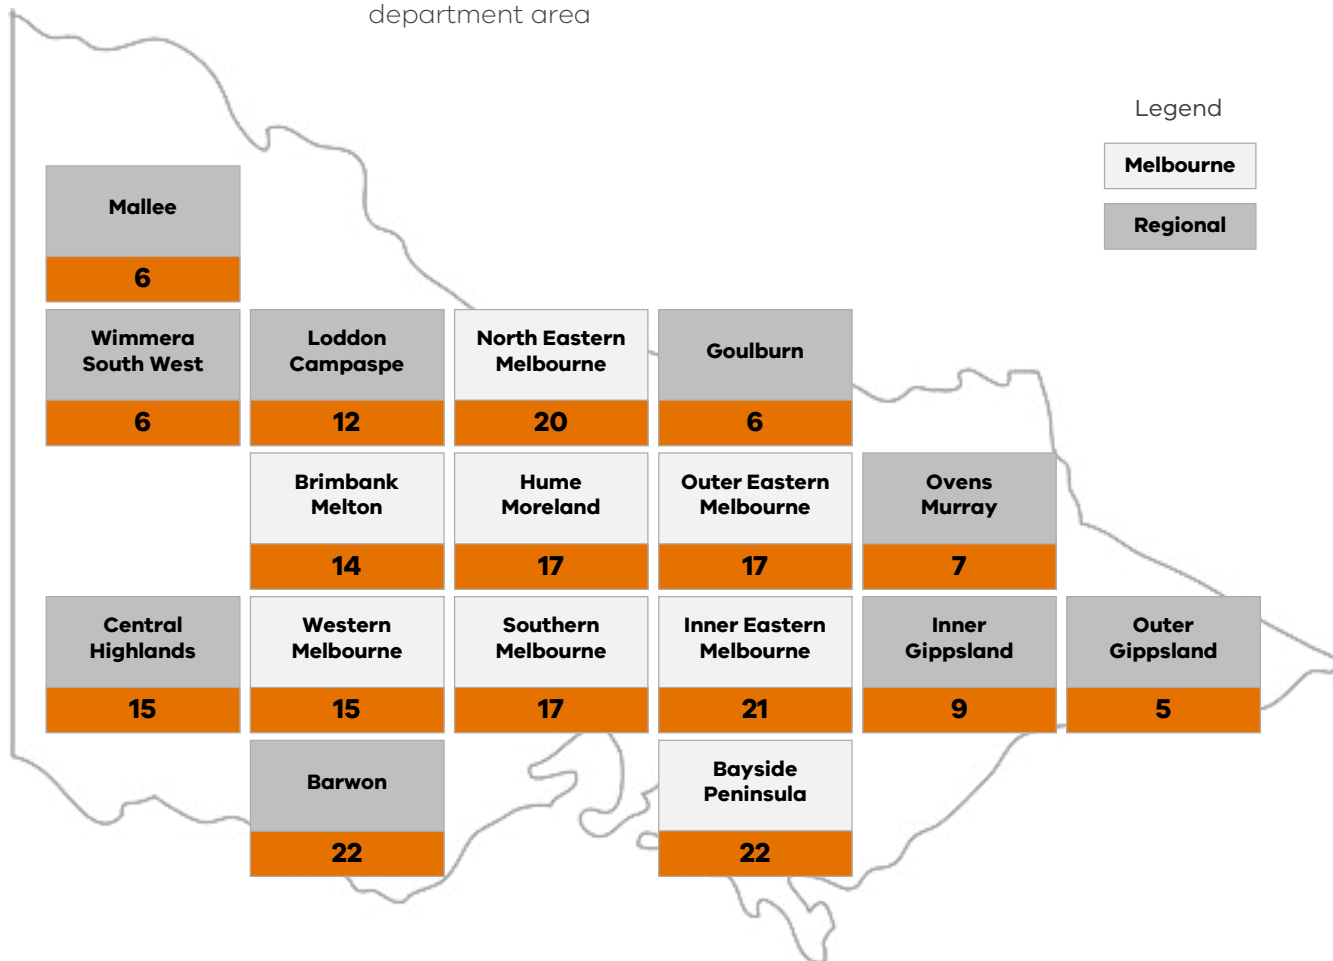 department area
Legend
Melbourne
Regional
Mallee
6
Wimmera
South West
6
Loddon
Campaspe
12
North Eastern
Melbourne
20
Goulburn
6
Brimbank
Melton
14
Hume
Moreland
17
Outer Eastern
Melbourne
17
Ovens
Murray
7
Central
Highlands
15
Western
Melbourne
15
Southern
Melbourne
17
Inner Eastern
Melbourne
21
Inner
Gippsland
9
Outer
Gippsland
5
Barwon
22
Bayside
Peninsula
22